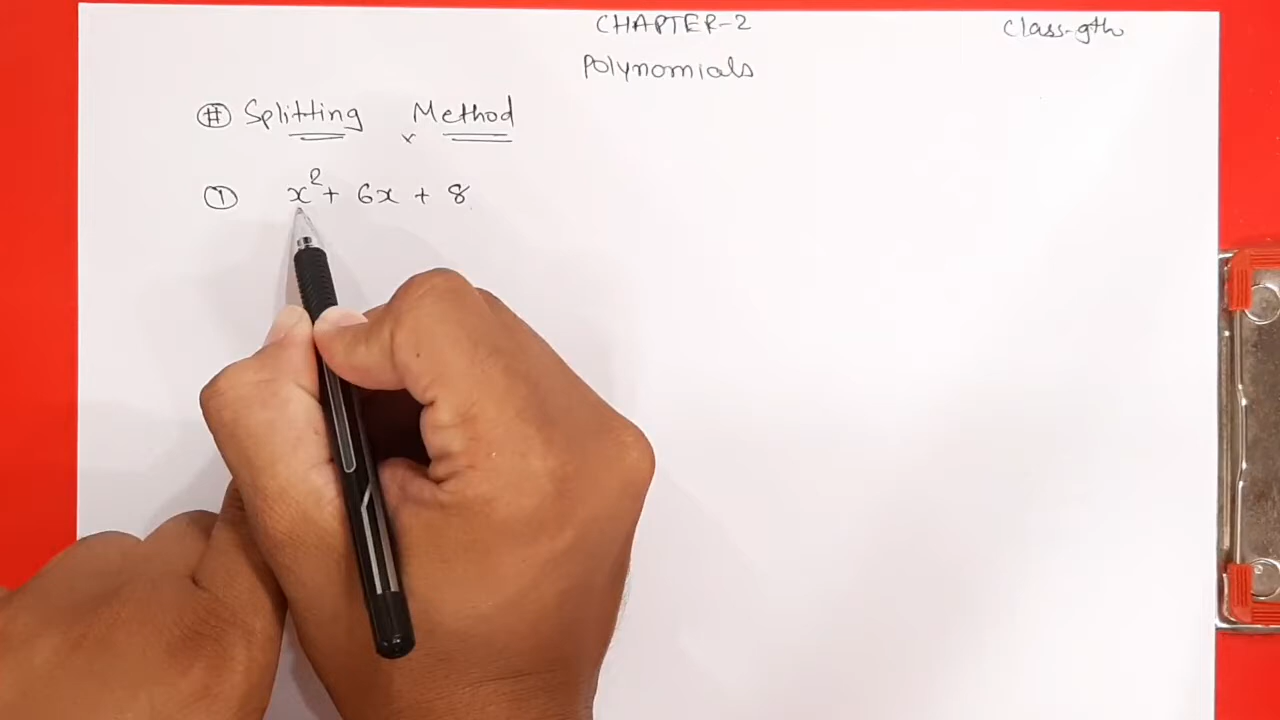 CHAPTER-2
Class-9th
Polynomials
# Splitting Method
x
① x² + 6x + 8